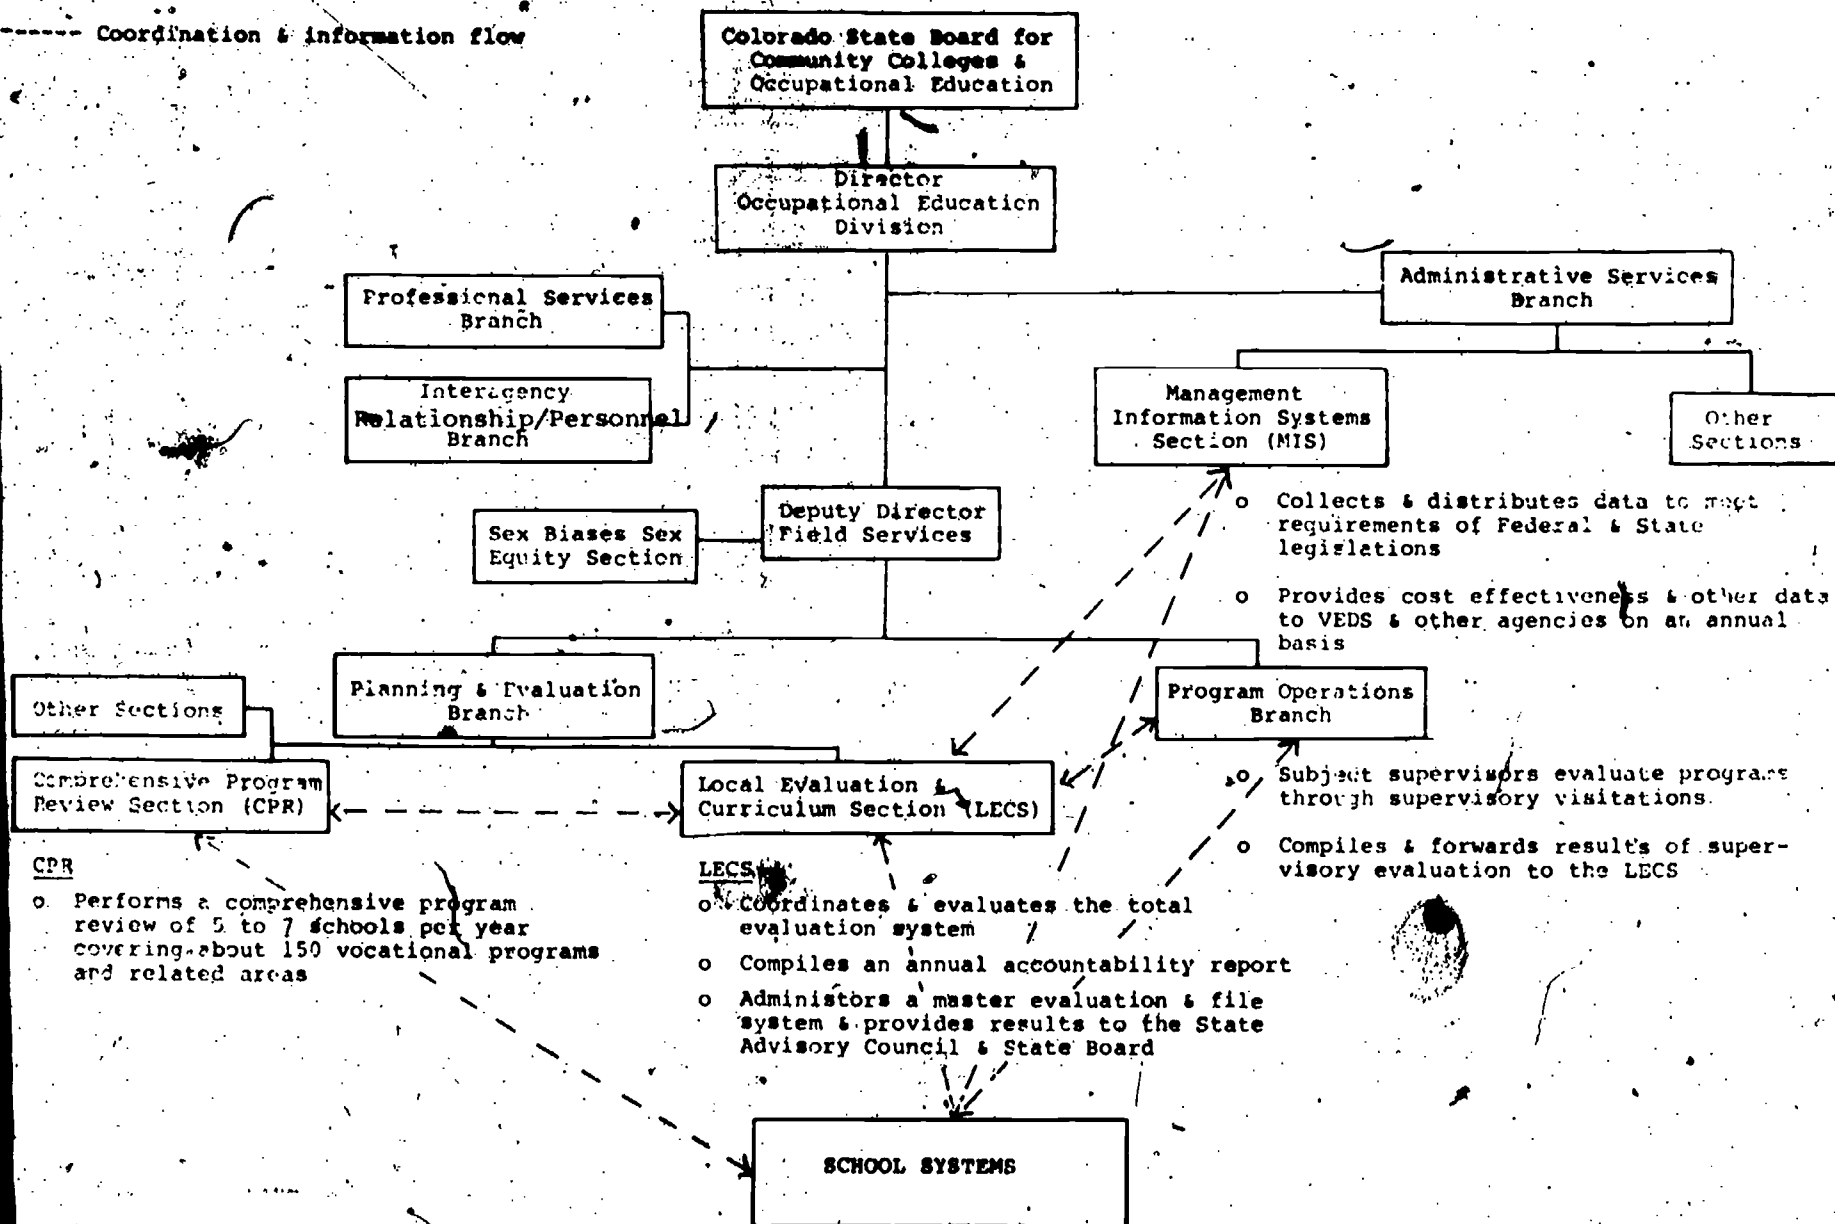 ------ Coordination & information flow
Colorado State Board for
Community Colleges &
Occupational Education
Director
Occupational Education
Division
Professional Services
Branch
Administrative Services
Branch
Interagency
Relationship/Personnel
Branch
Management
Information Systems
Section (MIS)
Other
Sections
o Collects & distributes data to meet
requirements of Federal & State
legislations
o Provides cost effectiveness & other data
to VEDS & other agencies on an annual
basis
Sex Biases Sex
Equity Section
Deputy Director
Field Services
Planning & Evaluation
Branch
Program Operations
Branch
Other Sections
Comprehensive Program
Review Section (CPR)
Local Evaluation &
Curriculum Section (LECS)
o Subject supervisors evaluate programs
through supervisory visitations.
o Compiles & forwards results of super-
visory evaluation to the LECS
CPR
o Performs a comprehensive program
review of 5 to 7 schools per year
covering about 150 vocational programs
and related areas
LECS
o Coordinates & evaluates the total
evaluation system
o Compiles an annual accountability report
o Administors a master evaluation & file
system & provides results to the State
Advisory Council & State Board
SCHOOL SYSTEMS